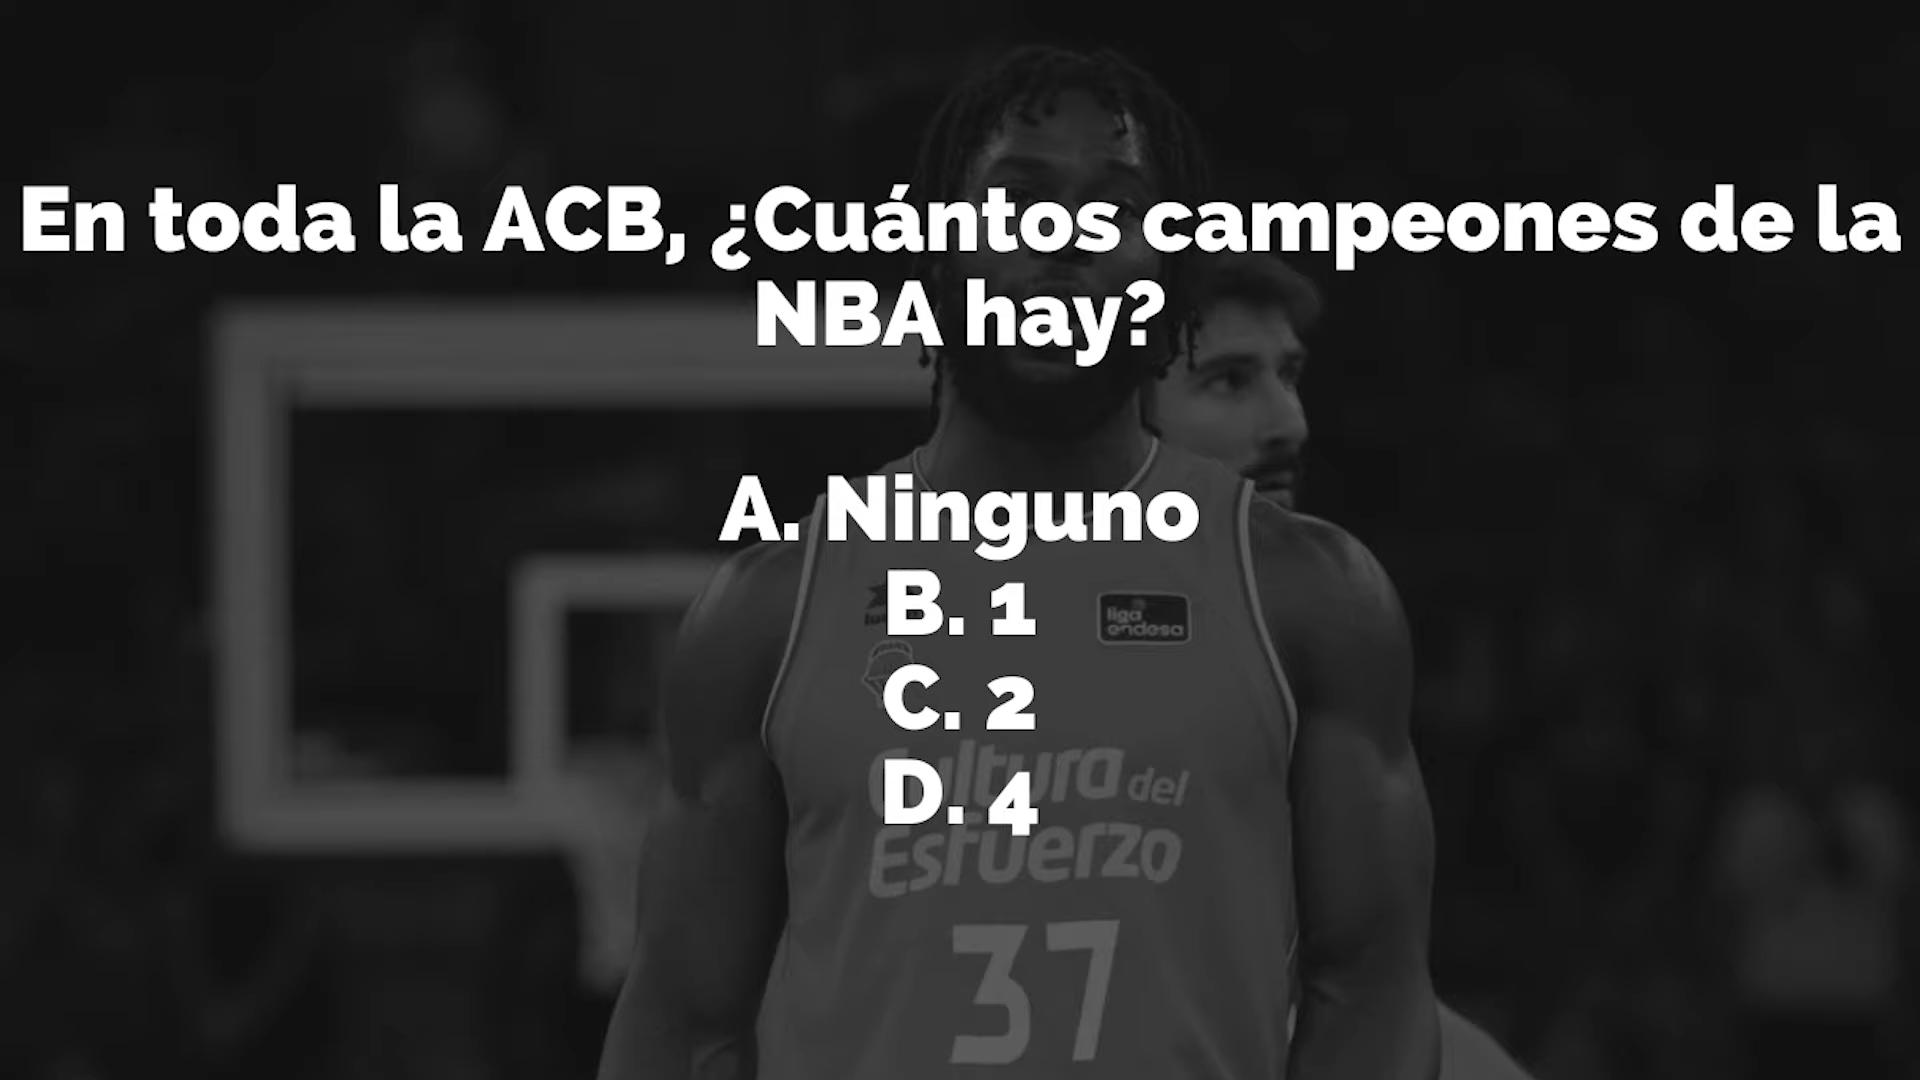 En toda la ACB, ¿Cuántos campeones de la
NBA hay?
A. Ninguno
B. 1
C. 2
D. 4
liga
endesa
Cultura del
Esfuerzo
37